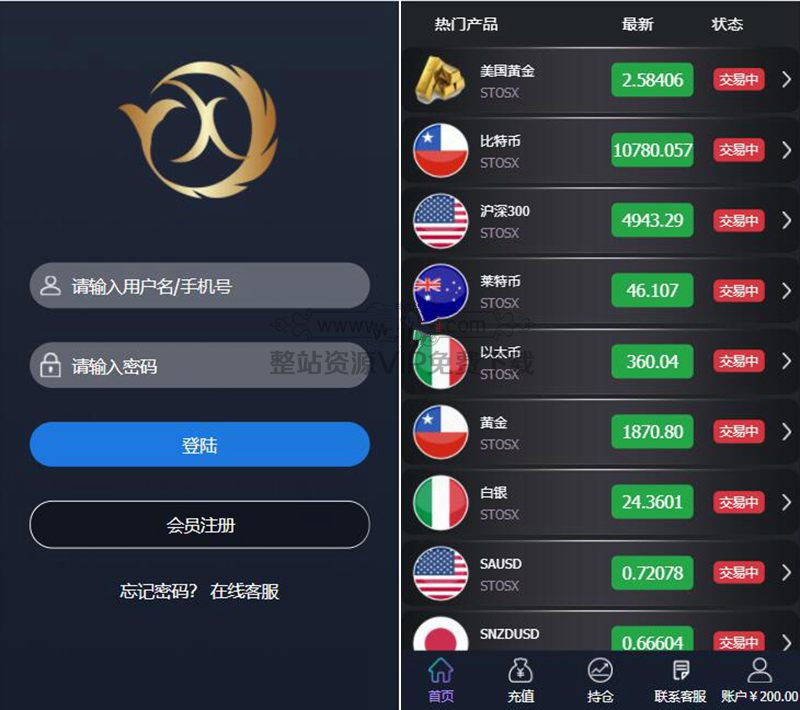 请输入用户名/手机号
请输入密码
登陆
会员注册
忘记密码? 在线客服
热门产品 最新 状态
美国黄金
STOSX
2.58406
交易中
比特币
STOSX
10780.057
交易中
沪深300
STOSX
4943.29
交易中
莱特币
STOSX
46.107
交易中
以太币
STOSX
360.04
交易中
黄金
STOSX
1870.80
交易中
白银
STOSX
24.3601
交易中
SAUSD
STOSX
0.72078
交易中
SNZDUSD
0.66604
交易中
首页 充值 持仓 联系客服 账户¥200.00
整站资源VIP免费下载